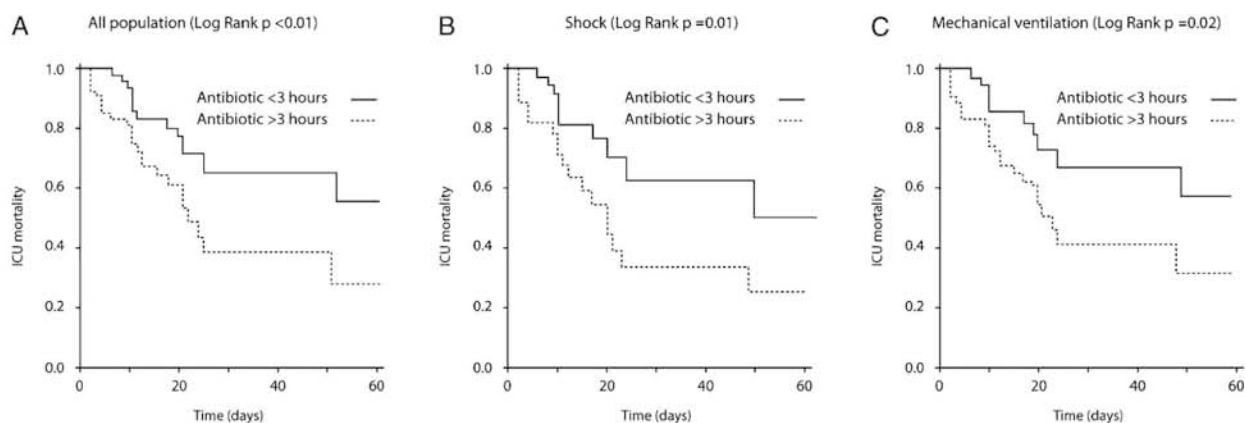 A
All population (Log Rank p <0.01)
ICU mortality
1.0
0.8
0.6
0.4
0.2
0.0
Antibiotic <3 hours
Antibiotic >3 hours
0 20 40 60
Time (days)
B
Shock (Log Rank p =0.01)
ICU mortality
1.0
0.8
0.6
0.4
0.2
0.0
Antibiotic <3 hours
Antibiotic >3 hours
0 20 40 60
Time (days)
C
Mechanical ventilation (Log Rank p =0.02)
ICU mortality
1.0
0.8
0.6
0.4
0.2
0.0
Antibiotic <3 hours
Antibiotic >3 hours
0 20 40 60
Time (days)